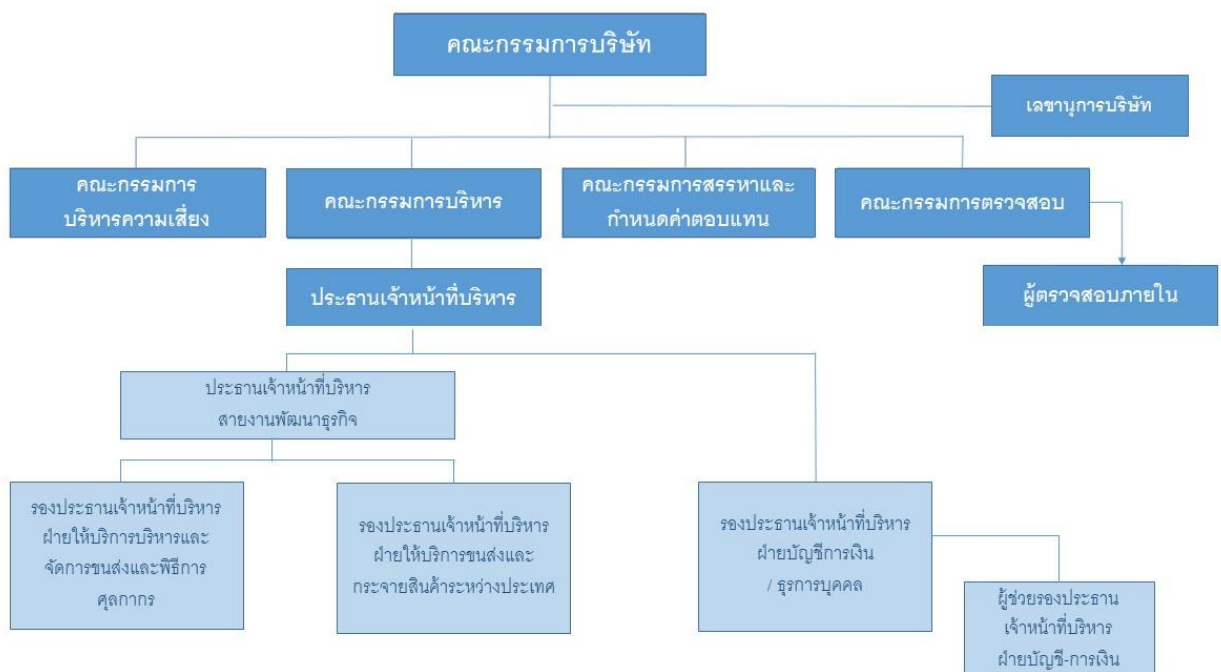 คณะกรรมการบริษัท
เลขานุการบริษัท
คณะกรรมการ
บริหารความเสี่ยง
คณะกรรมการบริหาร
คณะกรรมการสรรหาและ
กำหนดค่าตอบแทน
คณะกรรมการตรวจสอบ
ประธานเจ้าหน้าที่บริหาร
ผู้ตรวจสอบภายใน
ประธานเจ้าหน้าที่บริหาร
สายงานพัฒนาธุรกิจ
รองประธานเจ้าหน้าที่บริหาร
ฝ่ายให้บริการบริหารและ
จัดการขนส่งและพิธีการ
ศุลกากร
รองประธานเจ้าหน้าที่บริหาร
ฝ่ายให้บริการขนส่งและ
กระจายสินค้าระหว่างประเทศ
รองประธานเจ้าหน้าที่บริหาร
ฝ่ายบัญชีการเงิน
/ ธุรการบุคคล
ผู้ช่วยรองประธาน
เจ้าหน้าที่บริหาร
ฝ่ายบัญชี-การเงิน